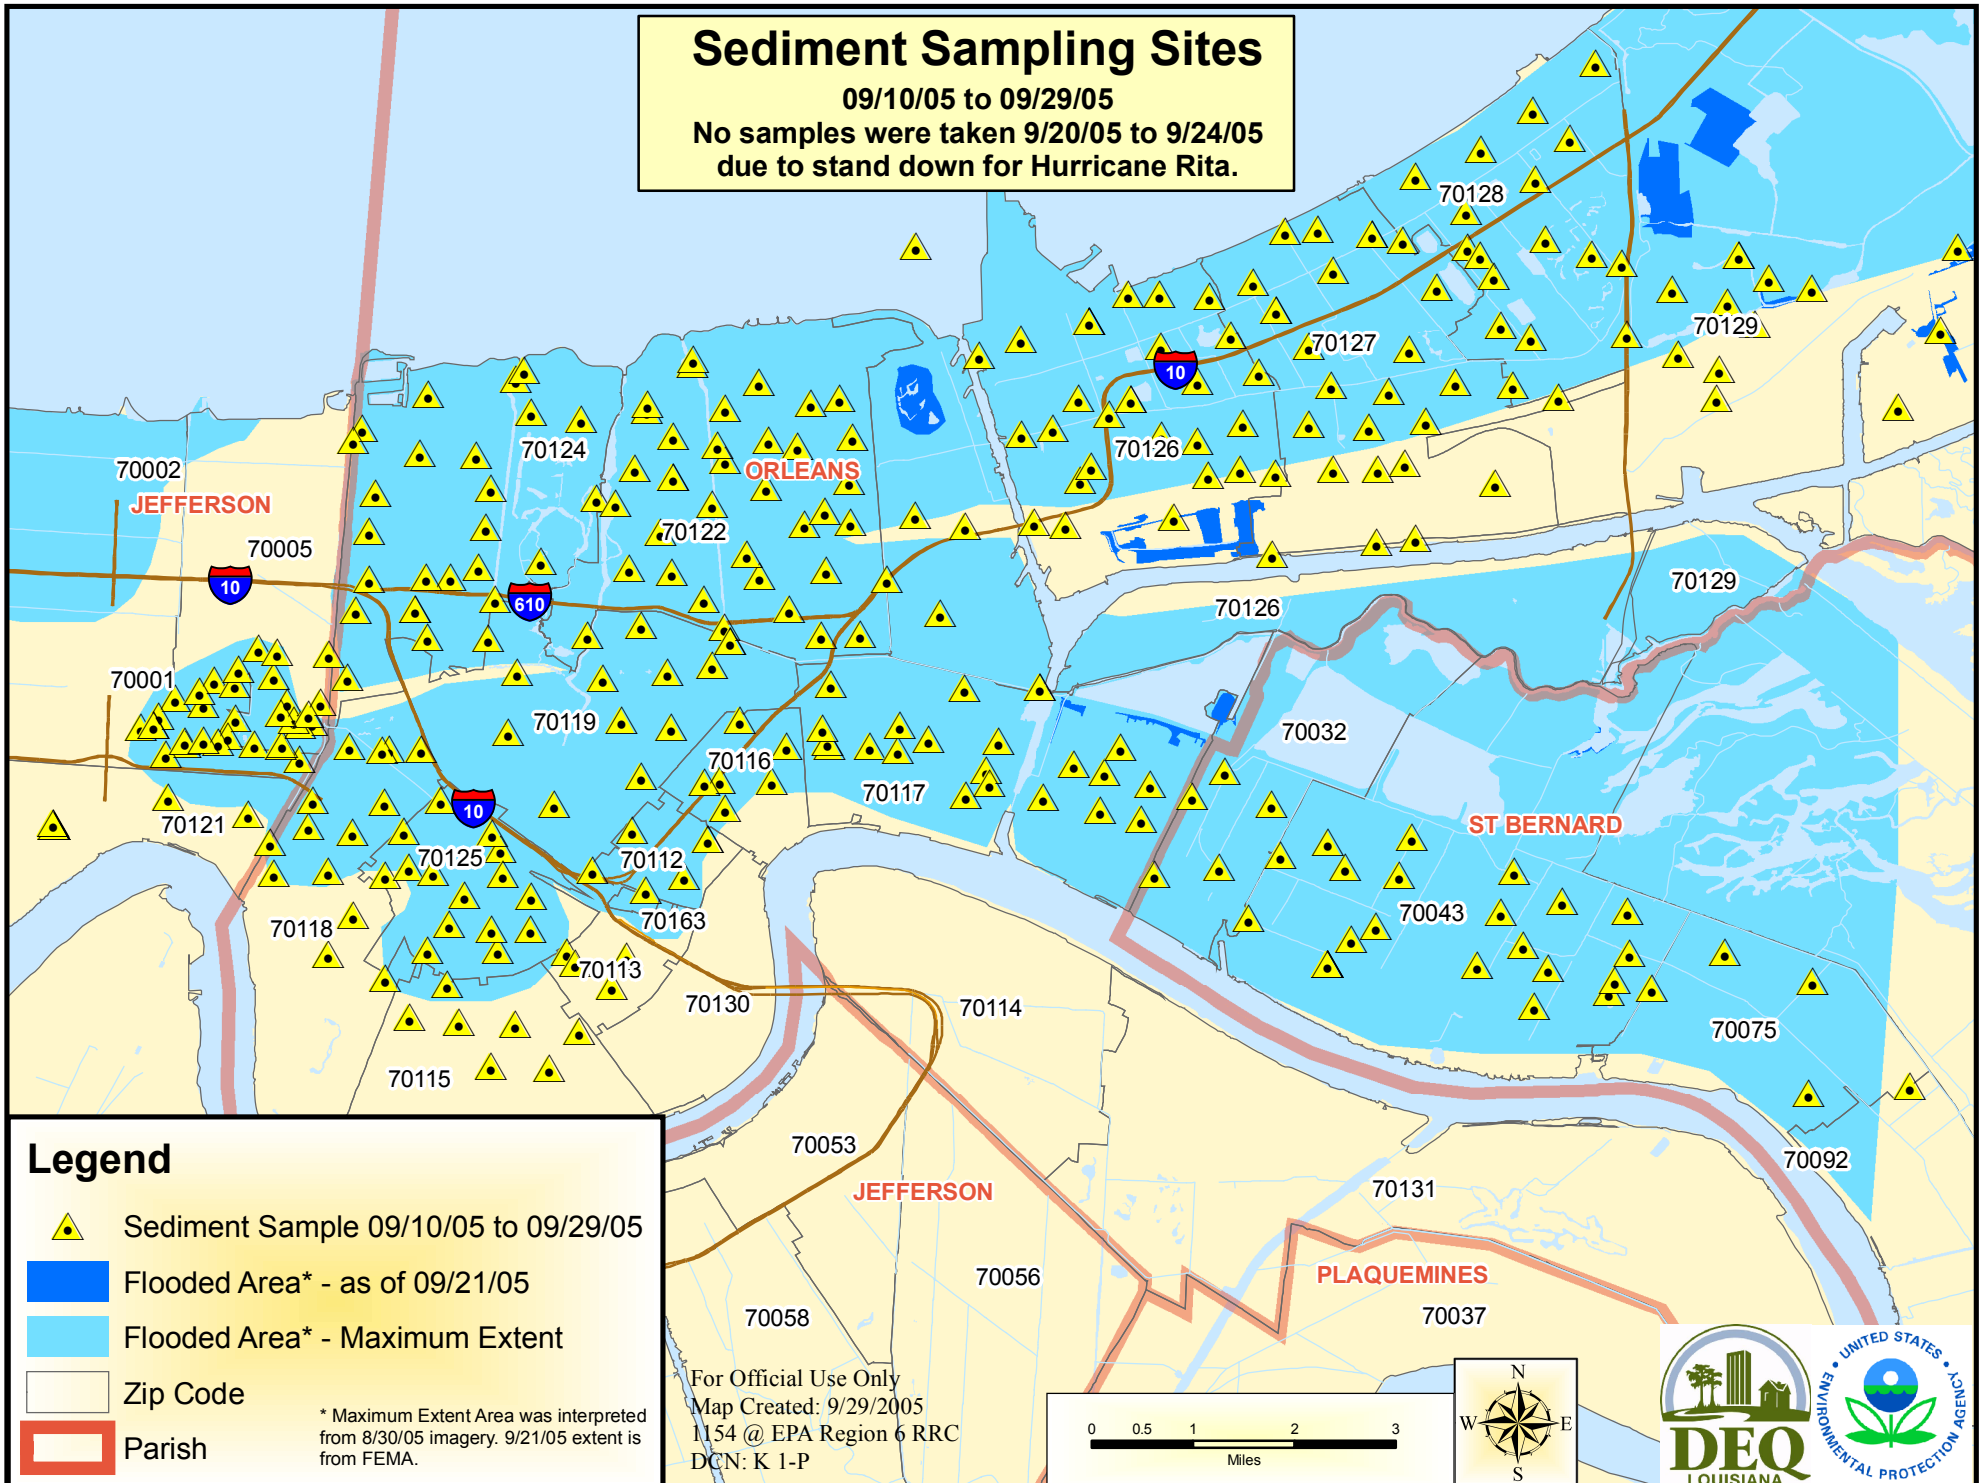 Sediment Sampling Sites
09/10/05 to 09/29/05
No samples were taken 9/20/05 to 9/24/05
due to stand down for Hurricane Rita.
70128
70129
70127
10
70126
70124
ORLEANS
70002
JEFFERSON
70122
70005
10
610
70129
70126
70001
70119
70032
70116
70117
10
70121
ST BERNARD
70125
70112
70043
70163
70118
70113
70130
70114
70075
70115
70053
70092
JEFFERSON
70131
70056
PLAQUEMINES
70058
70037
Legend
Sediment Sample 09/10/05 to 09/29/05
Flooded Area* - as of 09/21/05
Flooded Area* - Maximum Extent
Zip Code
Parish
* Maximum Extent Area was interpreted
from 8/30/05 imagery. 9/21/05 extent is
from FEMA.
For Official Use Only
Map Created: 9/29/2005
1154 @ EPA Region 6 RRC
DCN: K 1-P
0 0.5 1 2 3
Miles
N
W E
S
DEQ
LOUISIANA
UNITED STATES
ENVIRONMENTAL PROTECTION AGENCY